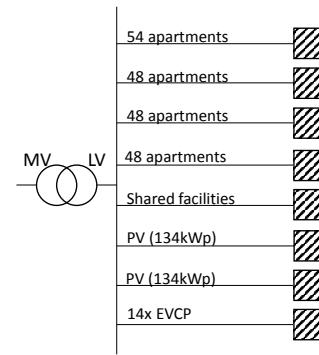 54 apartments
48 apartments
48 apartments
MV LV
48 apartments
Shared facilities
PV (134kWp)
PV (134kWp)
14x EVCP